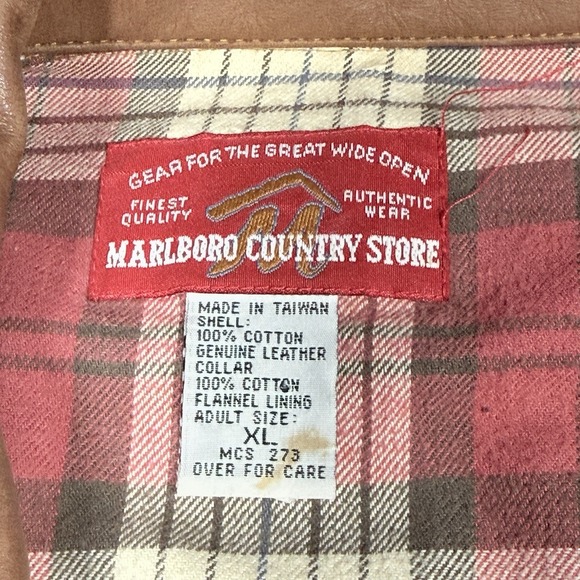 GEAR FOR THE GREAT WIDE OPEN
FINEST QUALITY
AUTHENTIC WEAR
MARLBORO COUNTRY STORE
MADE IN TAIWAN
SHELL:
100% COTTON
GENUINE LEATHER
COLLAR
100% COTTON
FLANNEL LINING
ADULT SIZE:
XL
MCS 273
OVER FOR CARE